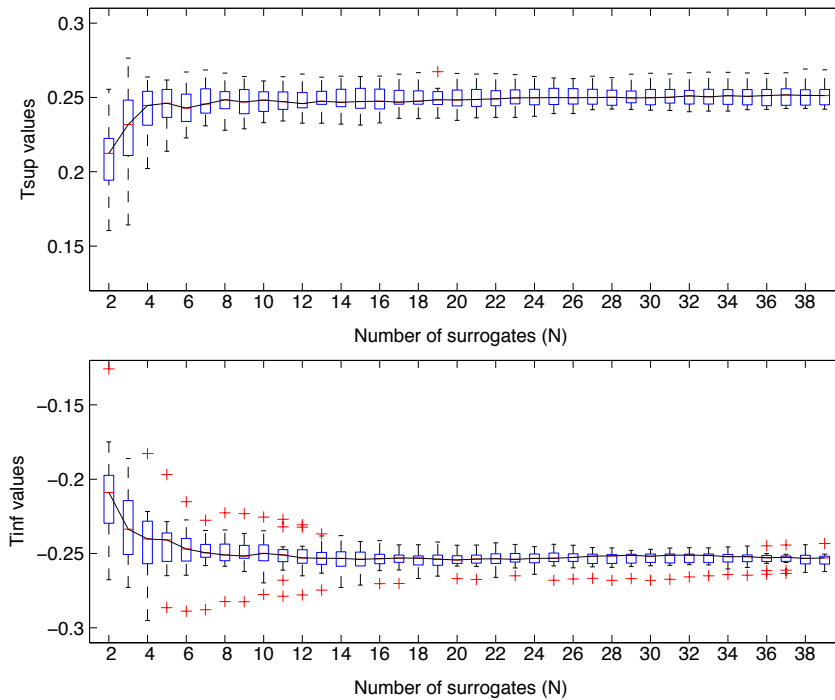 0.3
0.25
0.2
0.15
Tsup values
2 4 6 8 10 12 14 16 18 20 22 24 26 28 30 32 34 36 38
Number of surrogates (N)
−0.15
−0.2
−0.25
−0.3
Tinf values
2 4 6 8 10 12 14 16 18 20 22 24 26 28 30 32 34 36 38
Number of surrogates (N)